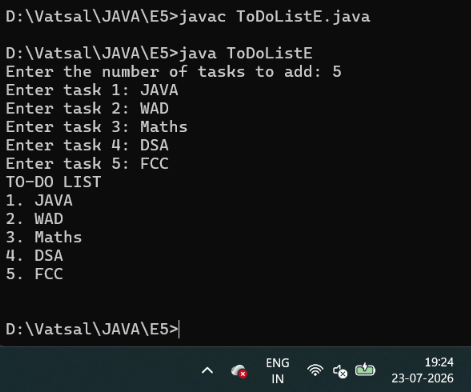 D:\Vatsal\JAVA\E5>javac ToDoListE.java
D:\Vatsal\JAVA\E5>java ToDoListE
Enter the number of tasks to add: 5
Enter task 1: JAVA
Enter task 2: WAD
Enter task 3: Maths
Enter task 4: DSA
Enter task 5: FCC
TO-DO LIST
1. JAVA
2. WAD
3. Maths
4. DSA
5. FCC
D:\Vatsal\JAVA\E5>
ENG
IN
19:24
23-07-2026